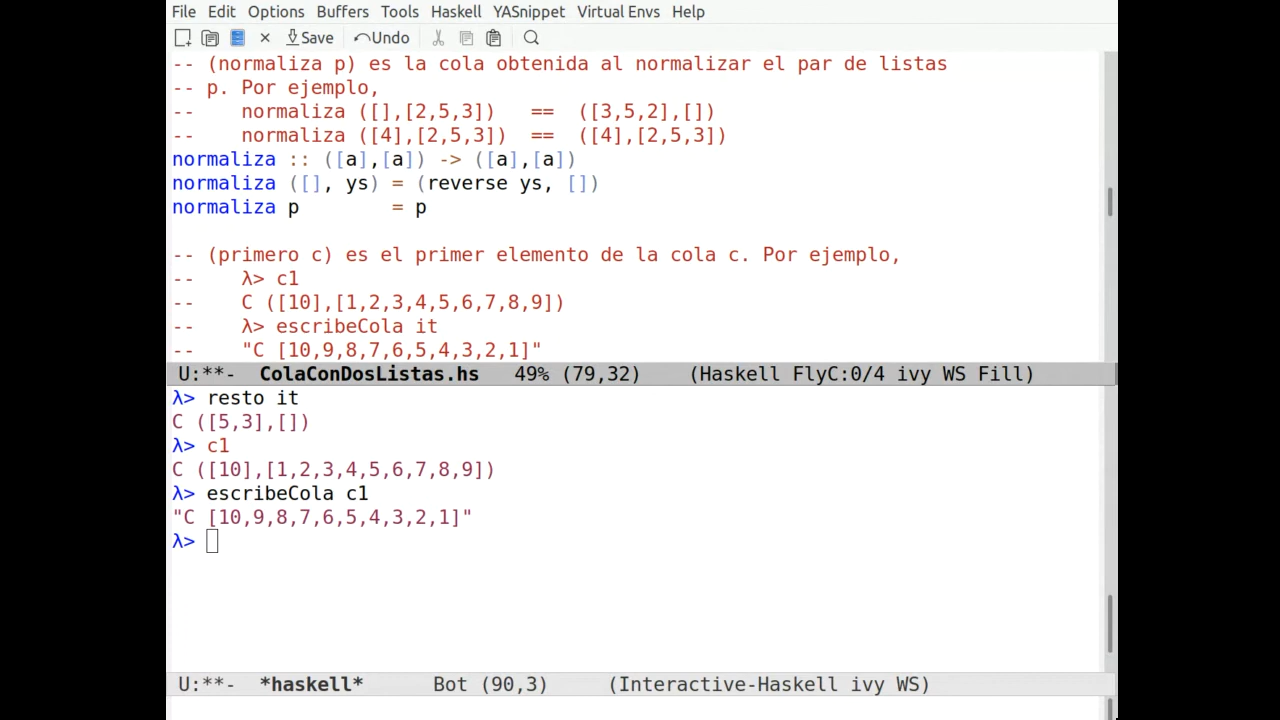 File Edit Options Buffers Tools Haskell YASnippet Virtual Envs Help
Save Undo
-- (normaliza p) es la cola obtenida al normalizar el par de listas
-- p. Por ejemplo,
--    normaliza ([],[2,5,3])   ==  ([3,5,2],[])
--    normaliza ([4],[2,5,3])  ==  ([4],[2,5,3])
normaliza :: ([a],[a]) -> ([a],[a])
normaliza ([], ys) = (reverse ys, [])
normaliza p        = p
-- (primero c) es el primer elemento de la cola c. Por ejemplo,
--    λ> c1
--    C ([10],[1,2,3,4,5,6,7,8,9])
--    λ> escribeCola it
--    "C [10,9,8,7,6,5,4,3,2,1]"
U:**-  ColaConDosListas.hs   49% (79,32)    (Haskell FlyC:0/4 ivy WS Fill)
λ> resto it
C ([5,3],[])
λ> c1
C ([10],[1,2,3,4,5,6,7,8,9])
λ> escribeCola c1
"C [10,9,8,7,6,5,4,3,2,1]"
λ>
U:**-  *haskell*      Bot (90,3)     (Interactive-Haskell ivy WS)